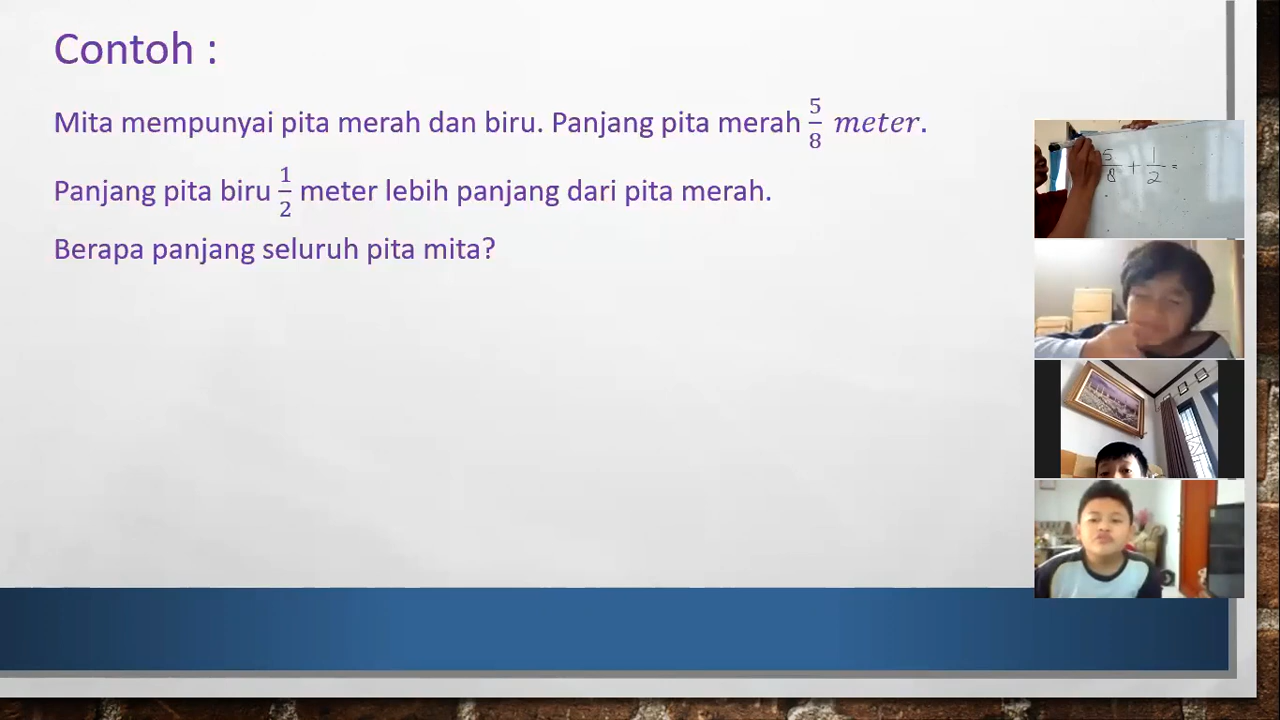 Contoh :
Mita mempunyai pita merah dan biru. Panjang pita merah 5/8 meter.
Panjang pita biru 1/2 meter lebih panjang dari pita merah.
Berapa panjang seluruh pita mita?
5/8 + 1/2 =